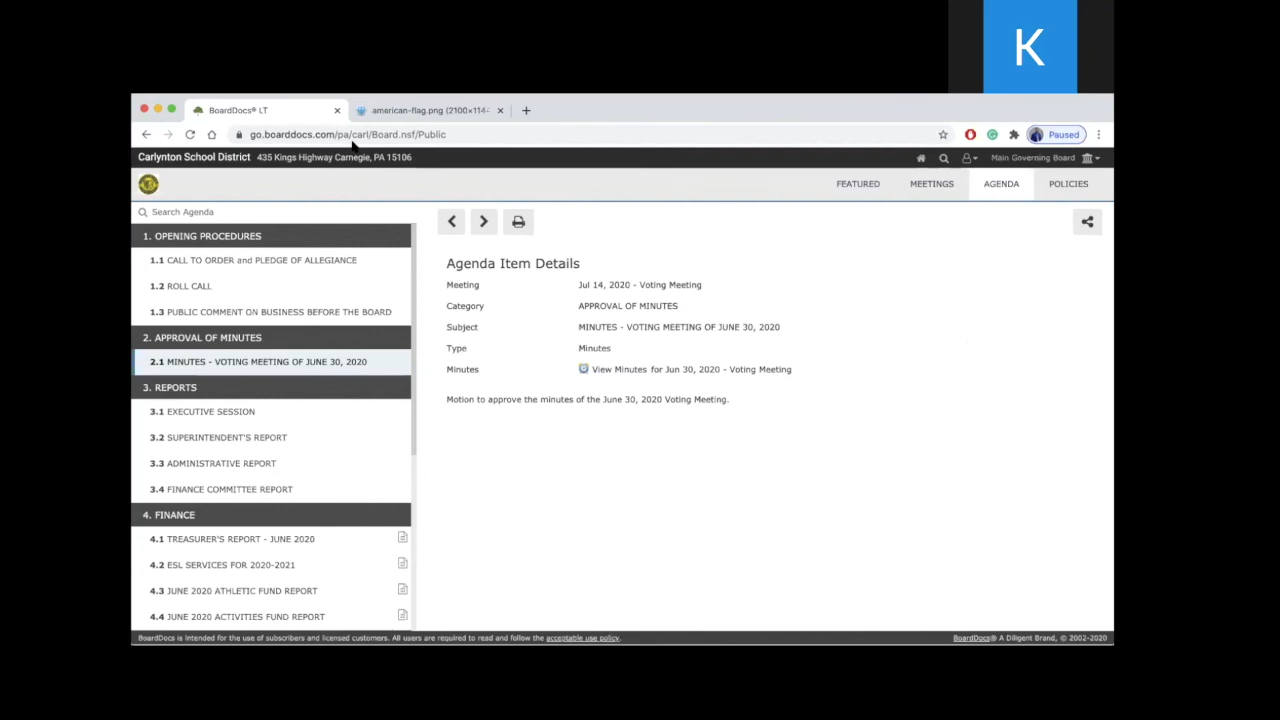 K
BoardDocs® LT
american-flag.png (2100×114
go.boarddocs.com/pa/carl/Board.nsf/Public
Paused
Carlynton School District 435 Kings Highway Carnegie, PA 15106
Main Governing Board
FEATURED
MEETINGS
AGENDA
POLICIES
Search Agenda
1. OPENING PROCEDURES
1.1 CALL TO ORDER and PLEDGE OF ALLEGIANCE
1.2 ROLL CALL
1.3 PUBLIC COMMENT ON BUSINESS BEFORE THE BOARD
2. APPROVAL OF MINUTES
2.1 MINUTES - VOTING MEETING OF JUNE 30, 2020
3. REPORTS
3.1 EXECUTIVE SESSION
3.2 SUPERINTENDENT'S REPORT
3.3 ADMINISTRATIVE REPORT
3.4 FINANCE COMMITTEE REPORT
4. FINANCE
4.1 TREASURER'S REPORT - JUNE 2020
4.2 ESL SERVICES FOR 2020-2021
4.3 JUNE 2020 ATHLETIC FUND REPORT
4.4 JUNE 2020 ACTIVITIES FUND REPORT
Agenda Item Details
Meeting Jul 14, 2020 - Voting Meeting
Category APPROVAL OF MINUTES
Subject MINUTES - VOTING MEETING OF JUNE 30, 2020
Type Minutes
Minutes View Minutes for Jun 30, 2020 - Voting Meeting
Motion to approve the minutes of the June 30, 2020 Voting Meeting.
BoardDocs is intended for the use of subscribers and licensed customers. All users are required to read and follow the acceptable use policy.
BoardDocs® A Diligent Brand, © 2002-2020